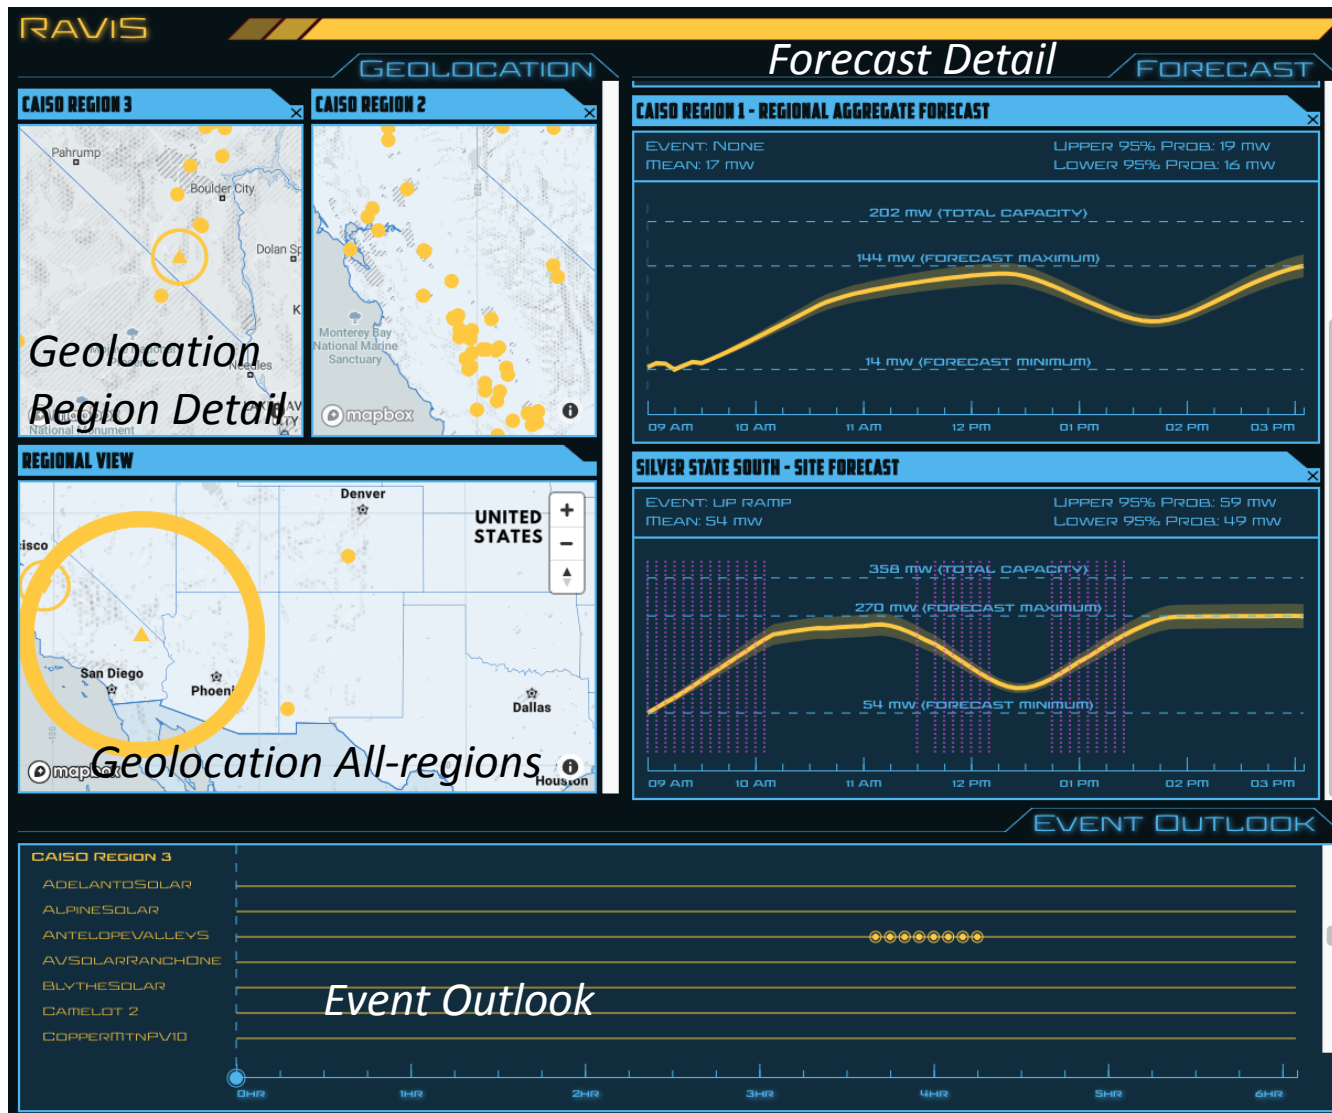 RAVIS
GEOLOCATION
Forecast Detail
FORECAST
CAISO REGION 3
CAISO REGION 2
Pahrump
Boulder City
Dolan Sp
K
Needles
National Monument
Geolocation
Region Detail
Monterey Bay
National Marine
Sanctuary
mapbox
REGIONAL VIEW
Denver
UNITED
STATES
isco
San Diego
Phoeni
Dallas
Houston
mapbox
Geolocation All-regions
CAISO REGION 1 - REGIONAL AGGREGATE FORECAST
EVENT: NONE
MEAN: 17 MW
UPPER 95% PROB: 19 MW
LOWER 95% PROB: 16 MW
202 MW (TOTAL CAPACITY)
144 MW (FORECAST MAXIMUM)
14 MW (FORECAST MINIMUM)
09 AM 10 AM 11 AM 12 PM 01 PM 02 PM 03 PM
SILVER STATE SOUTH - SITE FORECAST
EVENT: UP RAMP
MEAN: 54 MW
UPPER 95% PROB: 59 MW
LOWER 95% PROB: 49 MW
358 MW (TOTAL CAPACITY)
270 MW (FORECAST MAXIMUM)
54 MW (FORECAST MINIMUM)
09 AM 10 AM 11 AM 12 PM 01 PM 02 PM 03 PM
EVENT OUTLOOK
CAISO REGION 3
ADELANTOSOLAR
ALPINESOLAR
ANTELOPEVALLEYS
AVSOLARRANCHONE
BLYTHESOLAR
CAMELOT 2
COPPERMTNPV10
Event Outlook
0HR 1HR 2HR 3HR 4HR 5HR 6HR